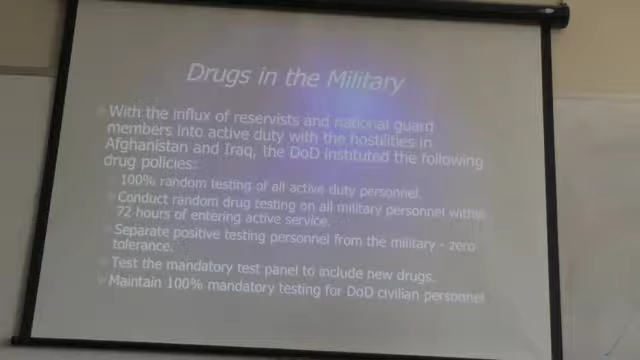 Drugs in the Military
With the influx of reservists and national guard
members into active duty with the hostilities in
Afghanistan and Iraq, the DoD instituted the following
drug policies:
100% random testing of all active duty personnel.
Conduct random drug testing on all military personnel within
72 hours of entering active service.
Separate positive testing personnel from the military - zero
tolerance.
Test the mandatory test panel to include new drugs.
Maintain 100% mandatory testing for DoD civilian personnel